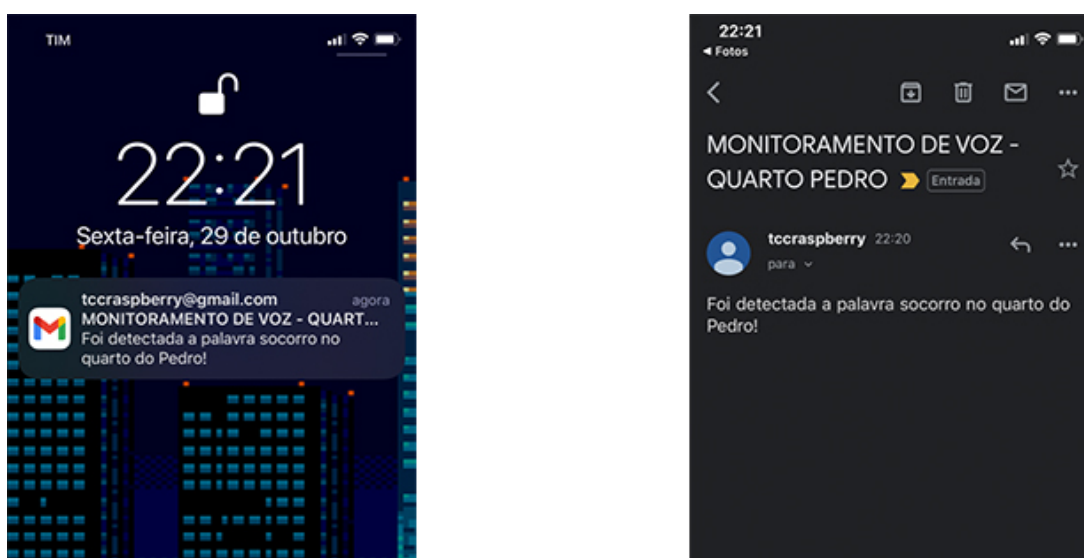 TIM
22:21
Sexta-feira, 29 de outubro
tccraspberry@gmail.com agora
MONITORAMENTO DE VOZ - QUART...
Foi detectada a palavra socorro no
quarto do Pedro!
22:21
Fotos
MONITORAMENTO DE VOZ -
QUARTO PEDRO Entrada
tccraspberry 22:20
para
Foi detectada a palavra socorro no quarto do
Pedro!